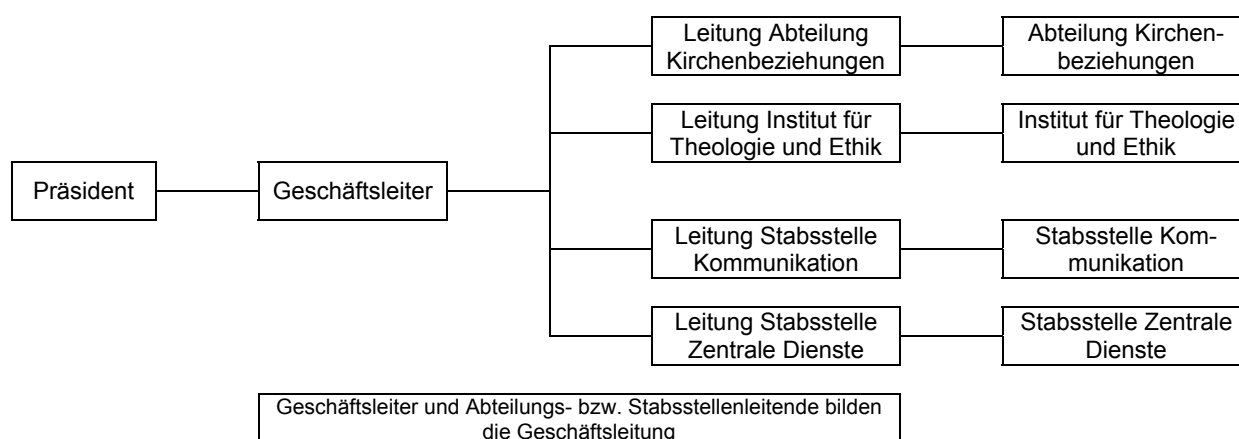 Leitung Abteilung
Kirchenbeziehungen
Abteilung Kirchen-
beziehungen
Leitung Institut für
Theologie und Ethik
Institut für Theologie
und Ethik
Präsident
Geschäftsleiter
Leitung Stabsstelle
Kommunikation
Stabsstelle Kom-
munikation
Leitung Stabsstelle
Zentrale Dienste
Stabsstelle Zentrale
Dienste
Geschäftsleiter und Abteilungs- bzw. Stabsstellenleitende bilden
die Geschäftsleitung